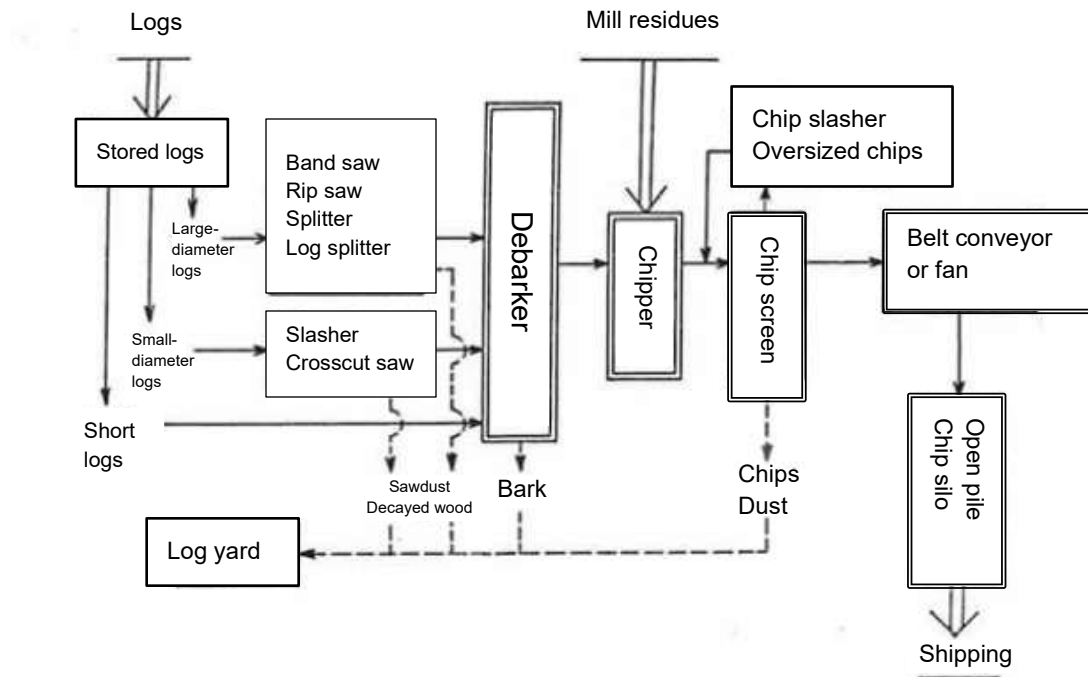 Logs
Mill residues
Stored logs
Large-
diameter
logs
Band saw
Rip saw
Splitter
Log splitter
Small-
diameter
logs
Slasher
Crosscut saw
Short
logs
Debarker
Chipper
Chip slasher
Oversized chips
Chip screen
Belt conveyor
or fan
Open pile
Chip silo
Sawdust
Decayed wood
Bark
Chips
Dust
Log yard
Shipping